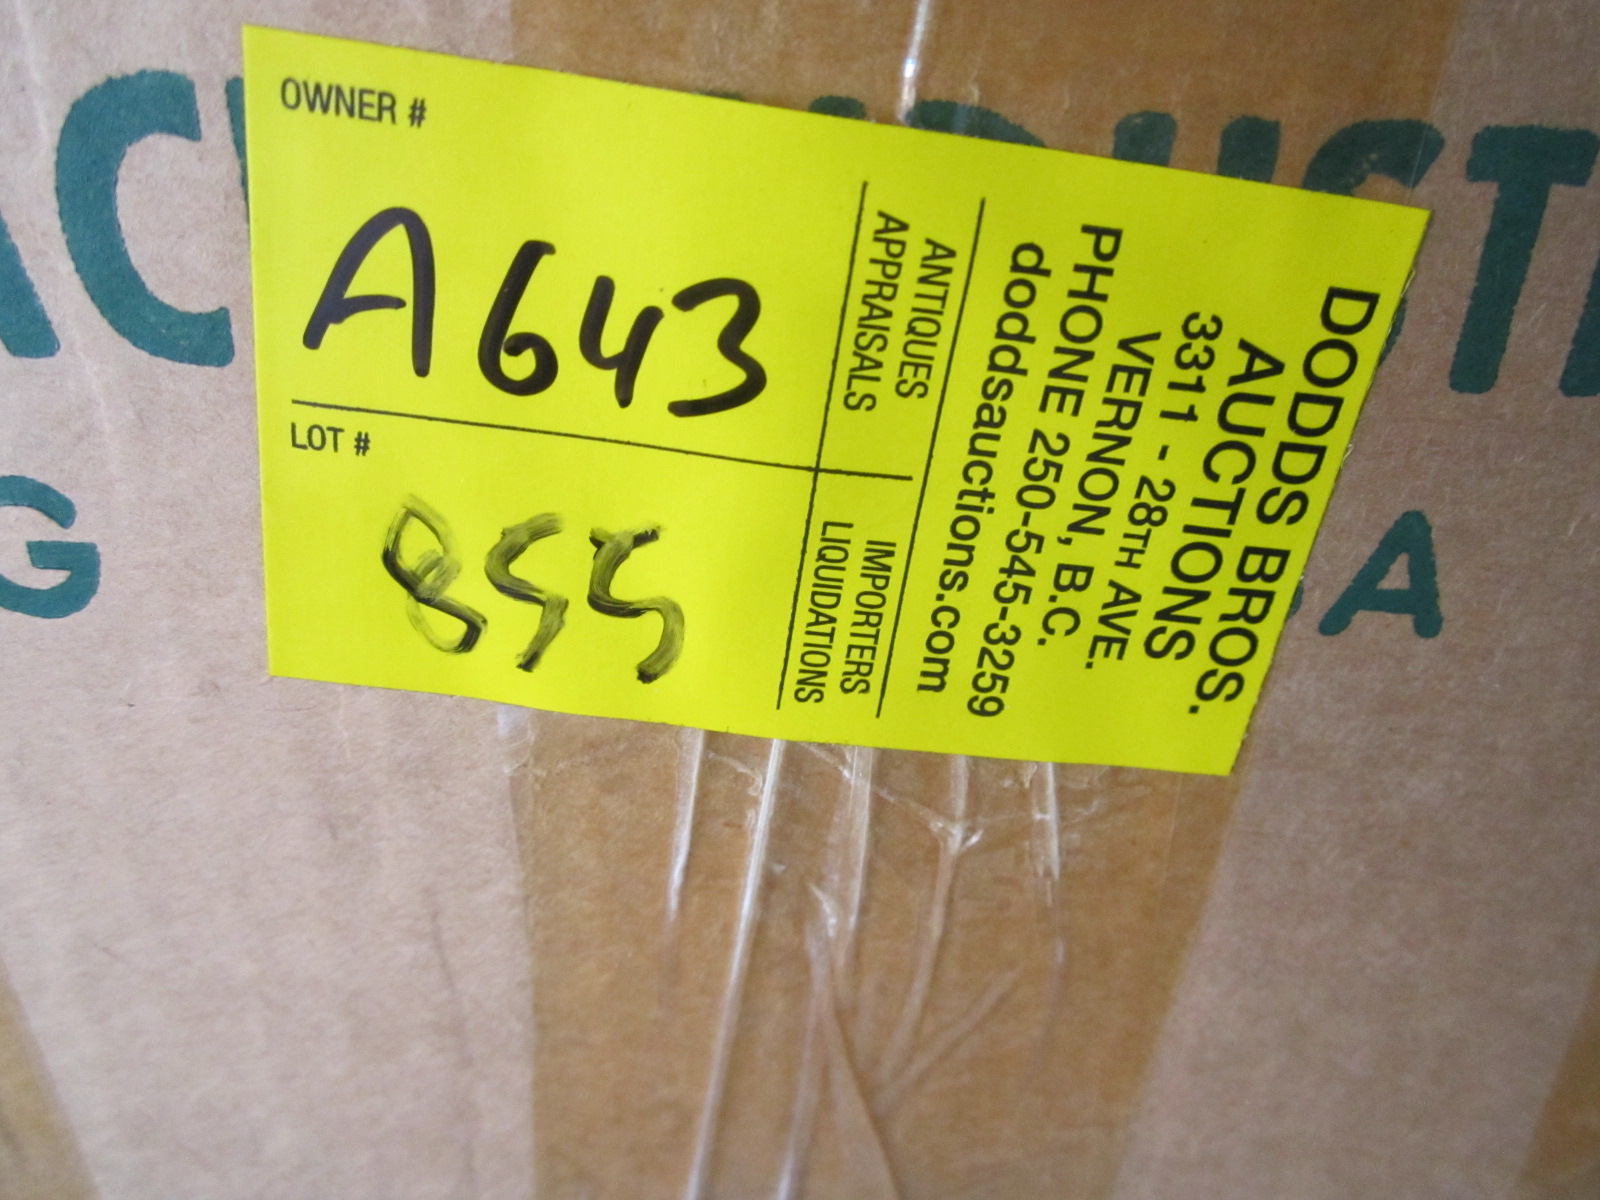 OWNER #
A643
LOT #
855
ANTIQUES
APPRAISALS
IMPORTERS
LIQUIDATIONS
DODDS BROS.
AUCTIONS
3311 - 28TH AVE.
VERNON, B.C.
PHONE 250-545-3259
doddsauctions.com
G
A